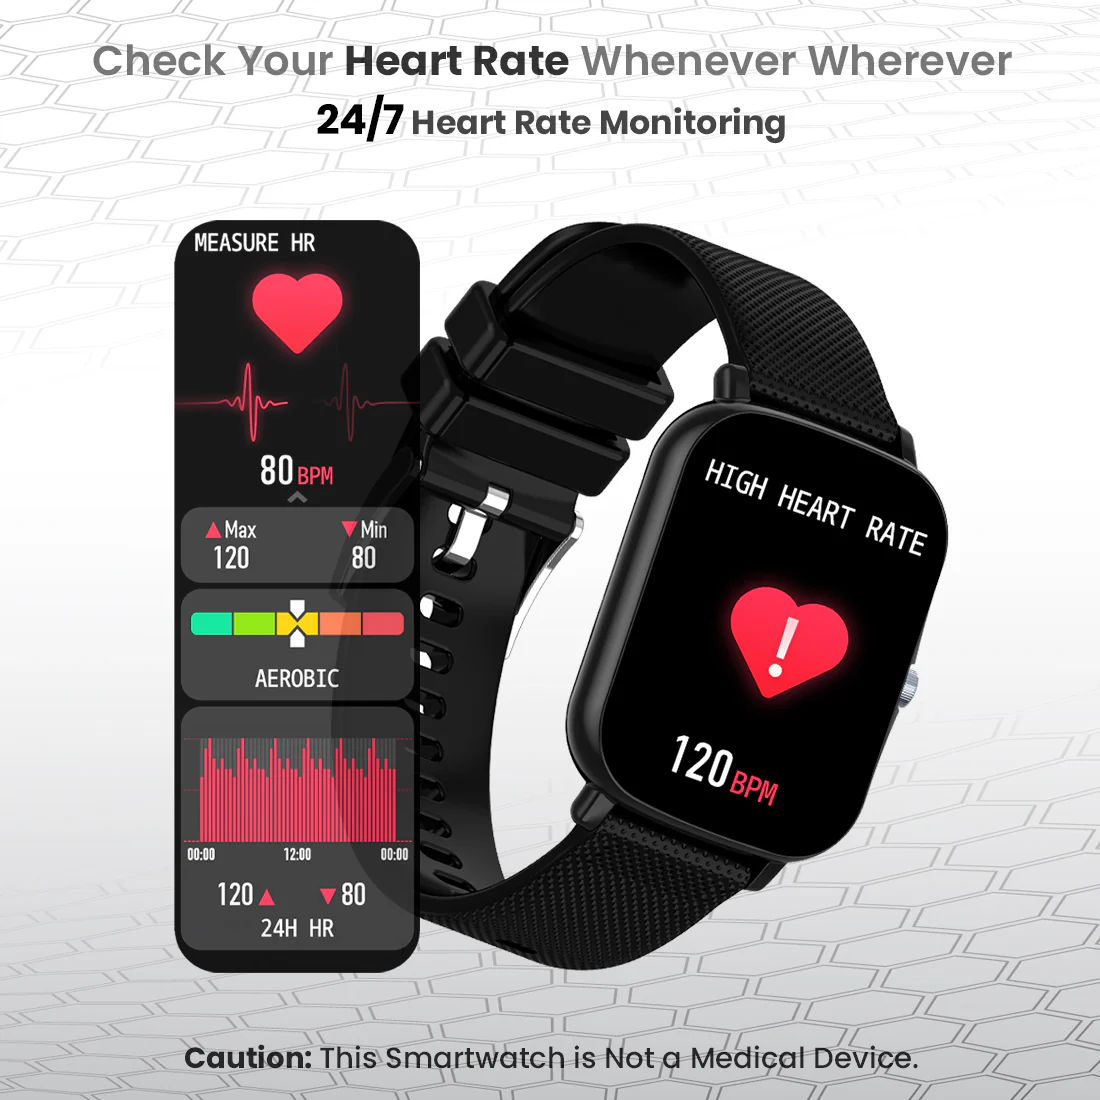 Check Your Heart Rate Whenever Wherever
24/7 Heart Rate Monitoring
MEASURE HR
80 BPM
Max Min
120 80
AEROBIC
00:00 12:00 00:00
120 80
24H HR
HIGH HEART RATE
!
120 BPM
Caution: This Smartwatch is Not a Medical Device.